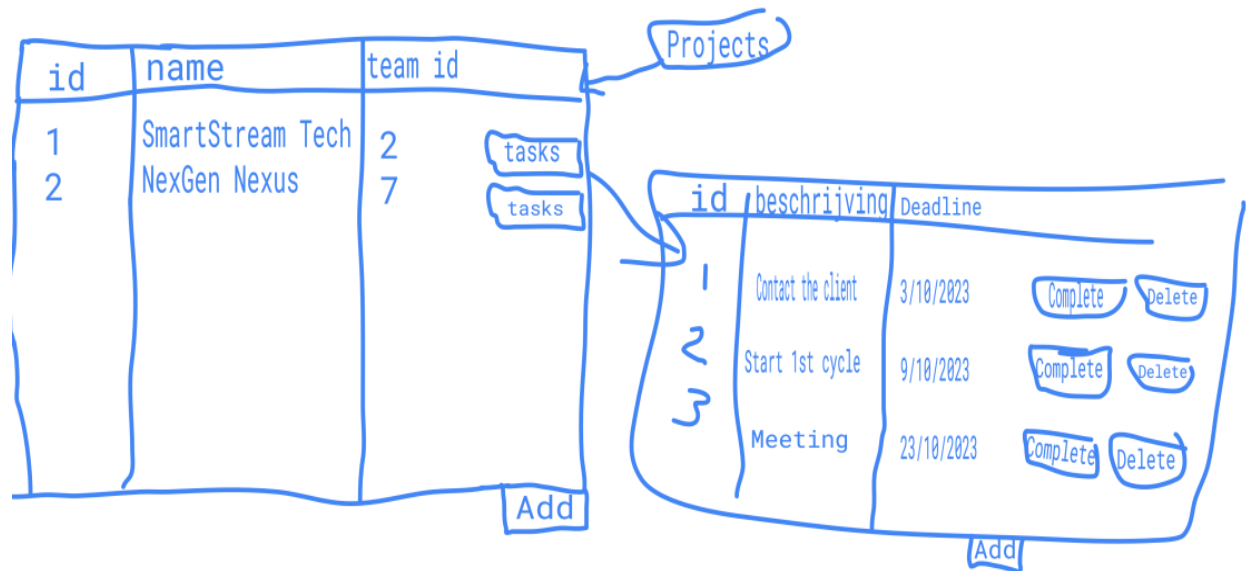 Projects
id name team id
1 SmartStream Tech 2 tasks
2 NexGen Nexus 7 tasks
Add
id beschrijving Deadline
1 Contact the client 3/10/2023 Complete Delete
2 Start 1st cycle 9/10/2023 Complete Delete
3 Meeting 23/10/2023 Complete Delete
Add